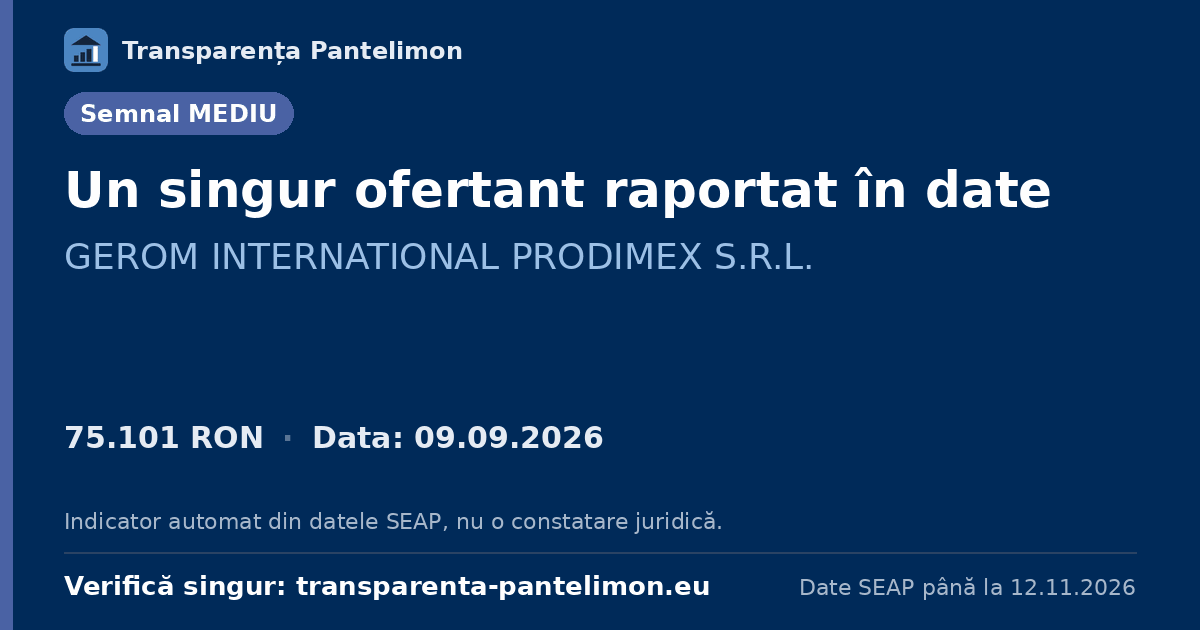 Transparența Pantelimon
Semnal MEDIU
Un singur ofertant raportat în date
GEROM INTERNATIONAL PRODIMEX S.R.L.
75.101 RON · Data: 09.09.2026
Indicator automat din datele SEAP, nu o constatare juridică.
Verifică singur: transparenta-pantelimon.eu
Date SEAP până la 12.11.2026